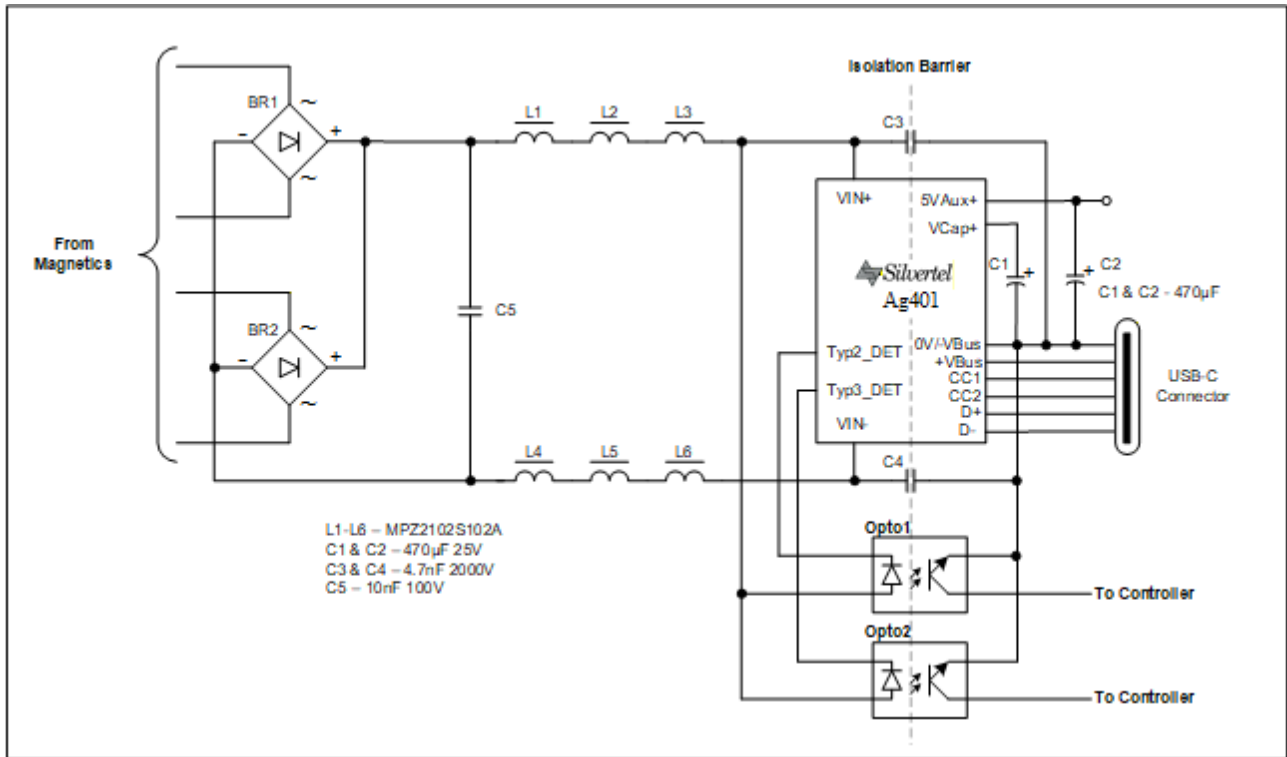 Isolation Barrier
BR1
~
-
+
~
L1
L2
L3
C3
VIN+
5VAux+
VCap+
From
Magnetics
Silvertel
Ag401
C1
+
+
C2
C1 & C2 - 470µF
C5
BR2
~
-
+
~
Typ2_DET
Typ3_DET
VIN-
0V/-VBus
+VBus
CC1
CC2
D+
D-
USB-C
Connector
L4
L5
L6
C4
L1-L6 – MPZ2102S102A
C1 & C2 – 470µF 25V
C3 & C4 – 4.7nF 2000V
C5 – 10nF 100V
Opto1
To Controller
Opto2
To Controller